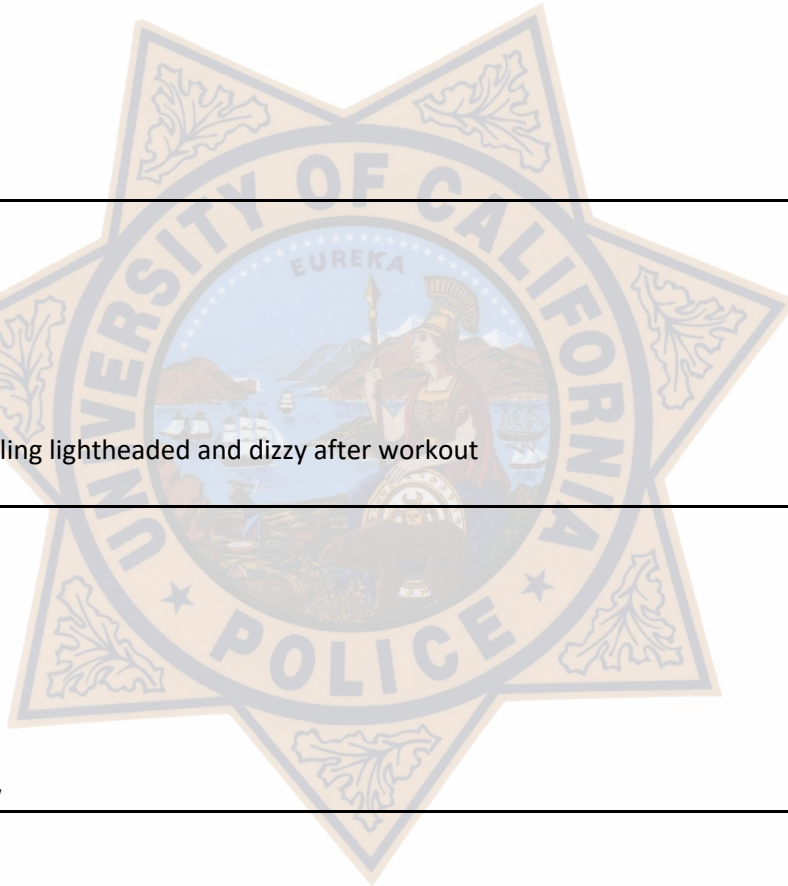 UNIVERSITY OF CALIFORNIA
EUREKA
ling lightheaded and dizzy after workout
POLICE